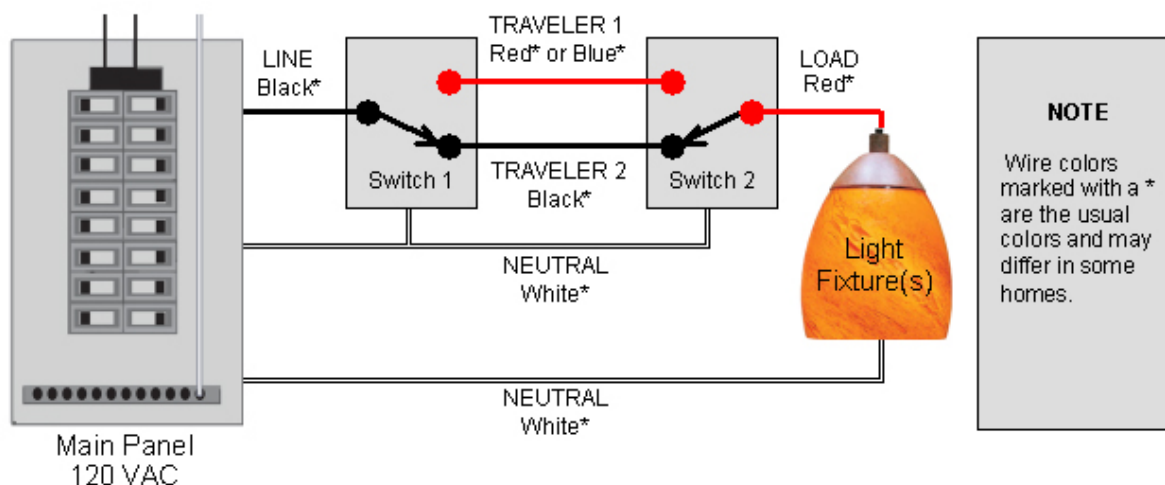 TRAVELER 1
Red* or Blue*
LINE
Black*
LOAD
Red*
Switch 1
TRAVELER 2
Black*
Switch 2
NEUTRAL
White*
Light
Fixture(s)
NEUTRAL
White*
Main Panel
120 VAC
NOTE
Wire colors
marked with a *
are the usual
colors and may
differ in some
homes.